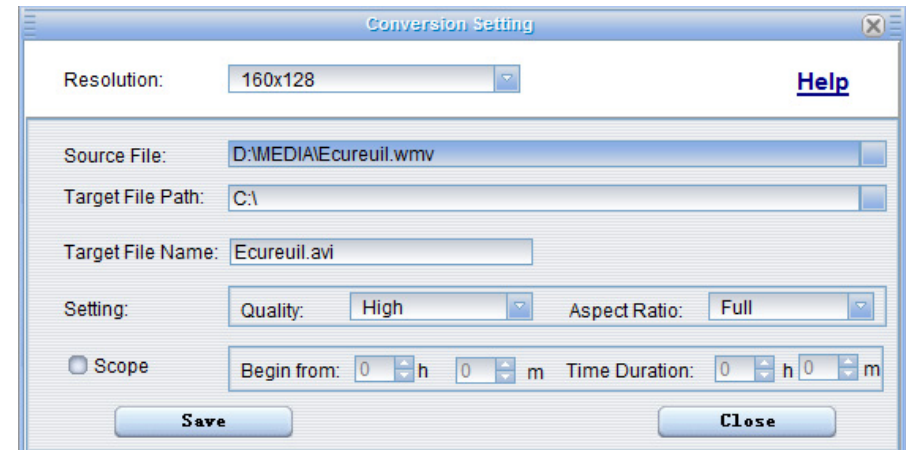 Conversion Setting
Resolution: 160x128 Help
Source File: D:\MEDIA\Ecureuil.wmv
Target File Path: C:\
Target File Name: Ecureuil.avi
Setting: Quality: High Aspect Ratio: Full
Scope Begin from: 0 h 0 m Time Duration: 0 h 0 m
Save Close